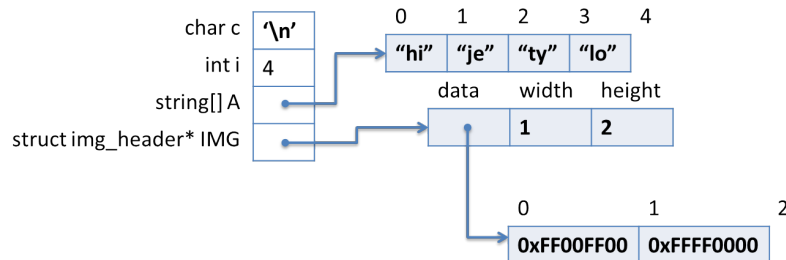 0 1 2 3 4
char c ‘\n’
“hi” “je” “ty” “lo”
int i 4
data width height
string[] A
1 2
struct img_header* IMG
0 1 2
0xFF00FF00 0xFFFF0000